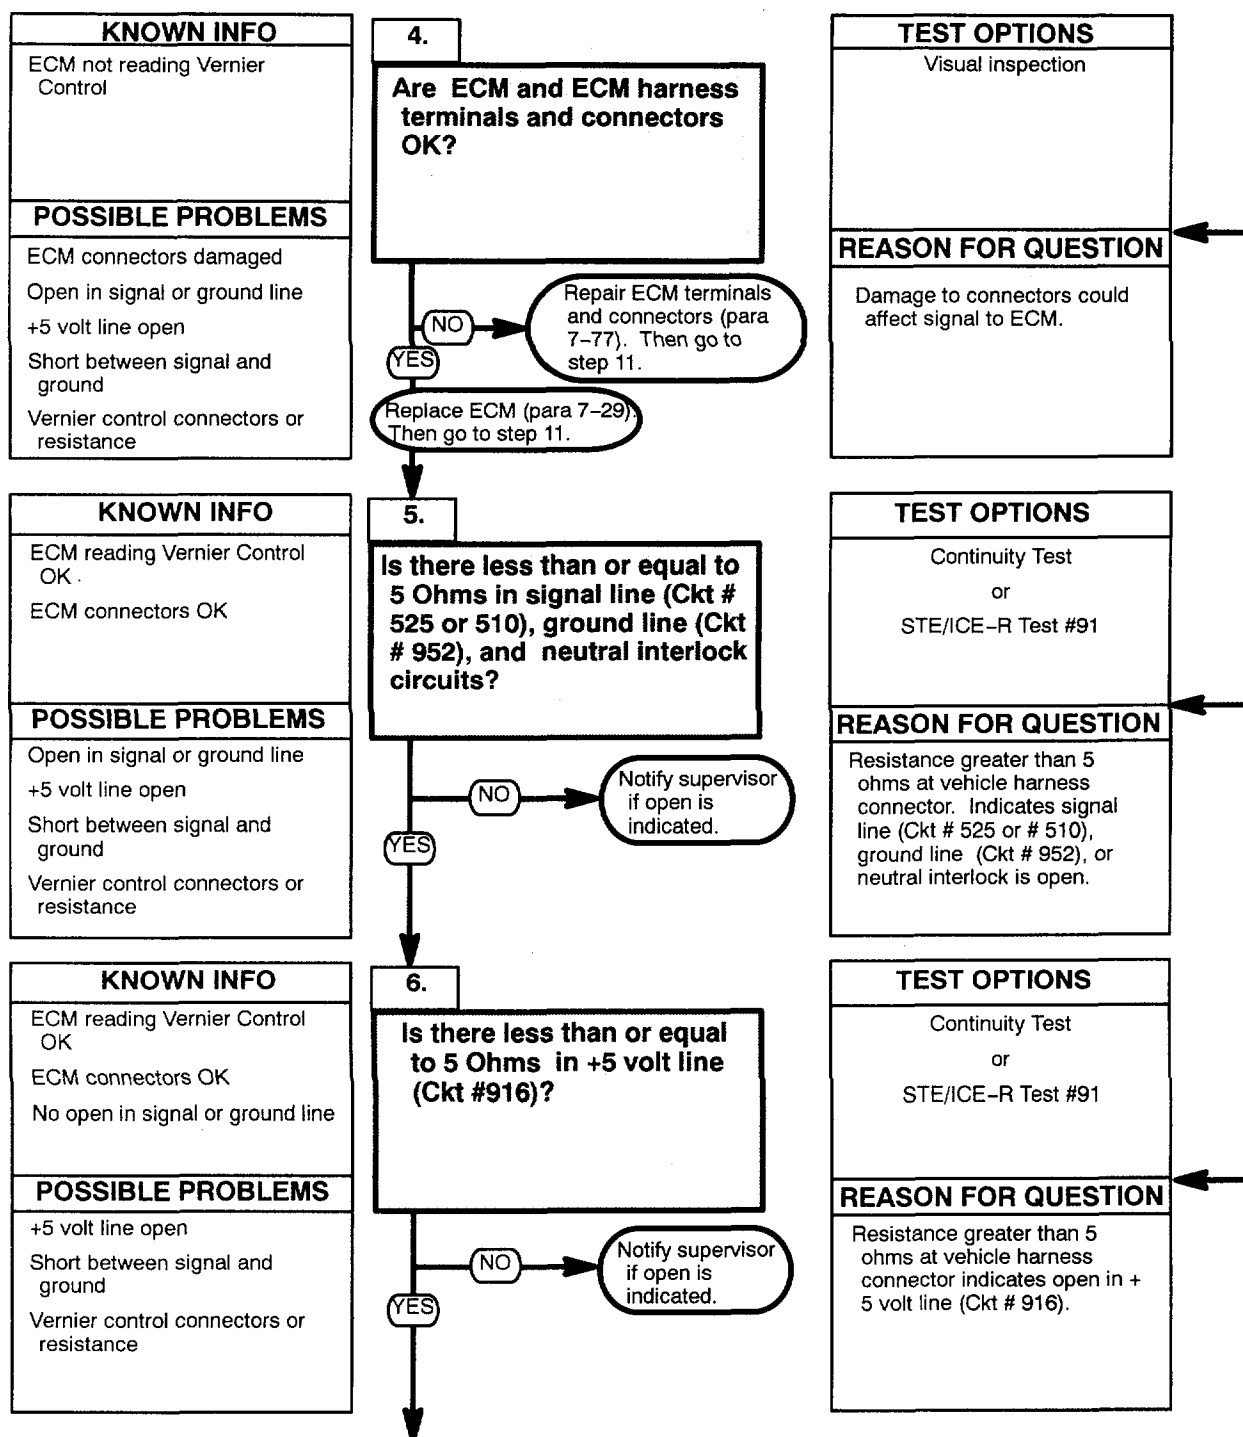 KNOWN INFO
ECM not reading Vernier
Control
POSSIBLE PROBLEMS
ECM connectors damaged
Open in signal or ground line
+5 volt line open
Short between signal and
ground
Vernier control connectors or
resistance
4.
Are ECM and ECM harness
terminals and connectors
OK?
NO
Repair ECM terminals
and connectors (para
7–77). Then go to
step 11.
YES
Replace ECM (para 7–29).
Then go to step 11.
TEST OPTIONS
Visual inspection
REASON FOR QUESTION
Damage to connectors could
affect signal to ECM.
KNOWN INFO
ECM reading Vernier Control
OK
ECM connectors OK
POSSIBLE PROBLEMS
Open in signal or ground line
+5 volt line open
Short between signal and
ground
Vernier control connectors or
resistance
5.
Is there less than or equal to
5 Ohms in signal line (Ckt #
525 or 510), ground line (Ckt
# 952), and neutral interlock
circuits?
NO
Notify supervisor
if open is
indicated.
YES
TEST OPTIONS
Continuity Test
or
STE/ICE–R Test #91
REASON FOR QUESTION
Resistance greater than 5
ohms at vehicle harness
connector. Indicates signal
line (Ckt # 525 or # 510),
ground line (Ckt # 952), or
neutral interlock is open.
KNOWN INFO
ECM reading Vernier Control
OK
ECM connectors OK
No open in signal or ground line
POSSIBLE PROBLEMS
+5 volt line open
Short between signal and
ground
Vernier control connectors or
resistance
6.
Is there less than or equal
to 5 Ohms in +5 volt line
(Ckt #916)?
NO
Notify supervisor
if open is
indicated.
YES
TEST OPTIONS
Continuity Test
or
STE/ICE–R Test #91
REASON FOR QUESTION
Resistance greater than 5
ohms at vehicle harness
connector indicates open in +
5 volt line (Ckt # 916).